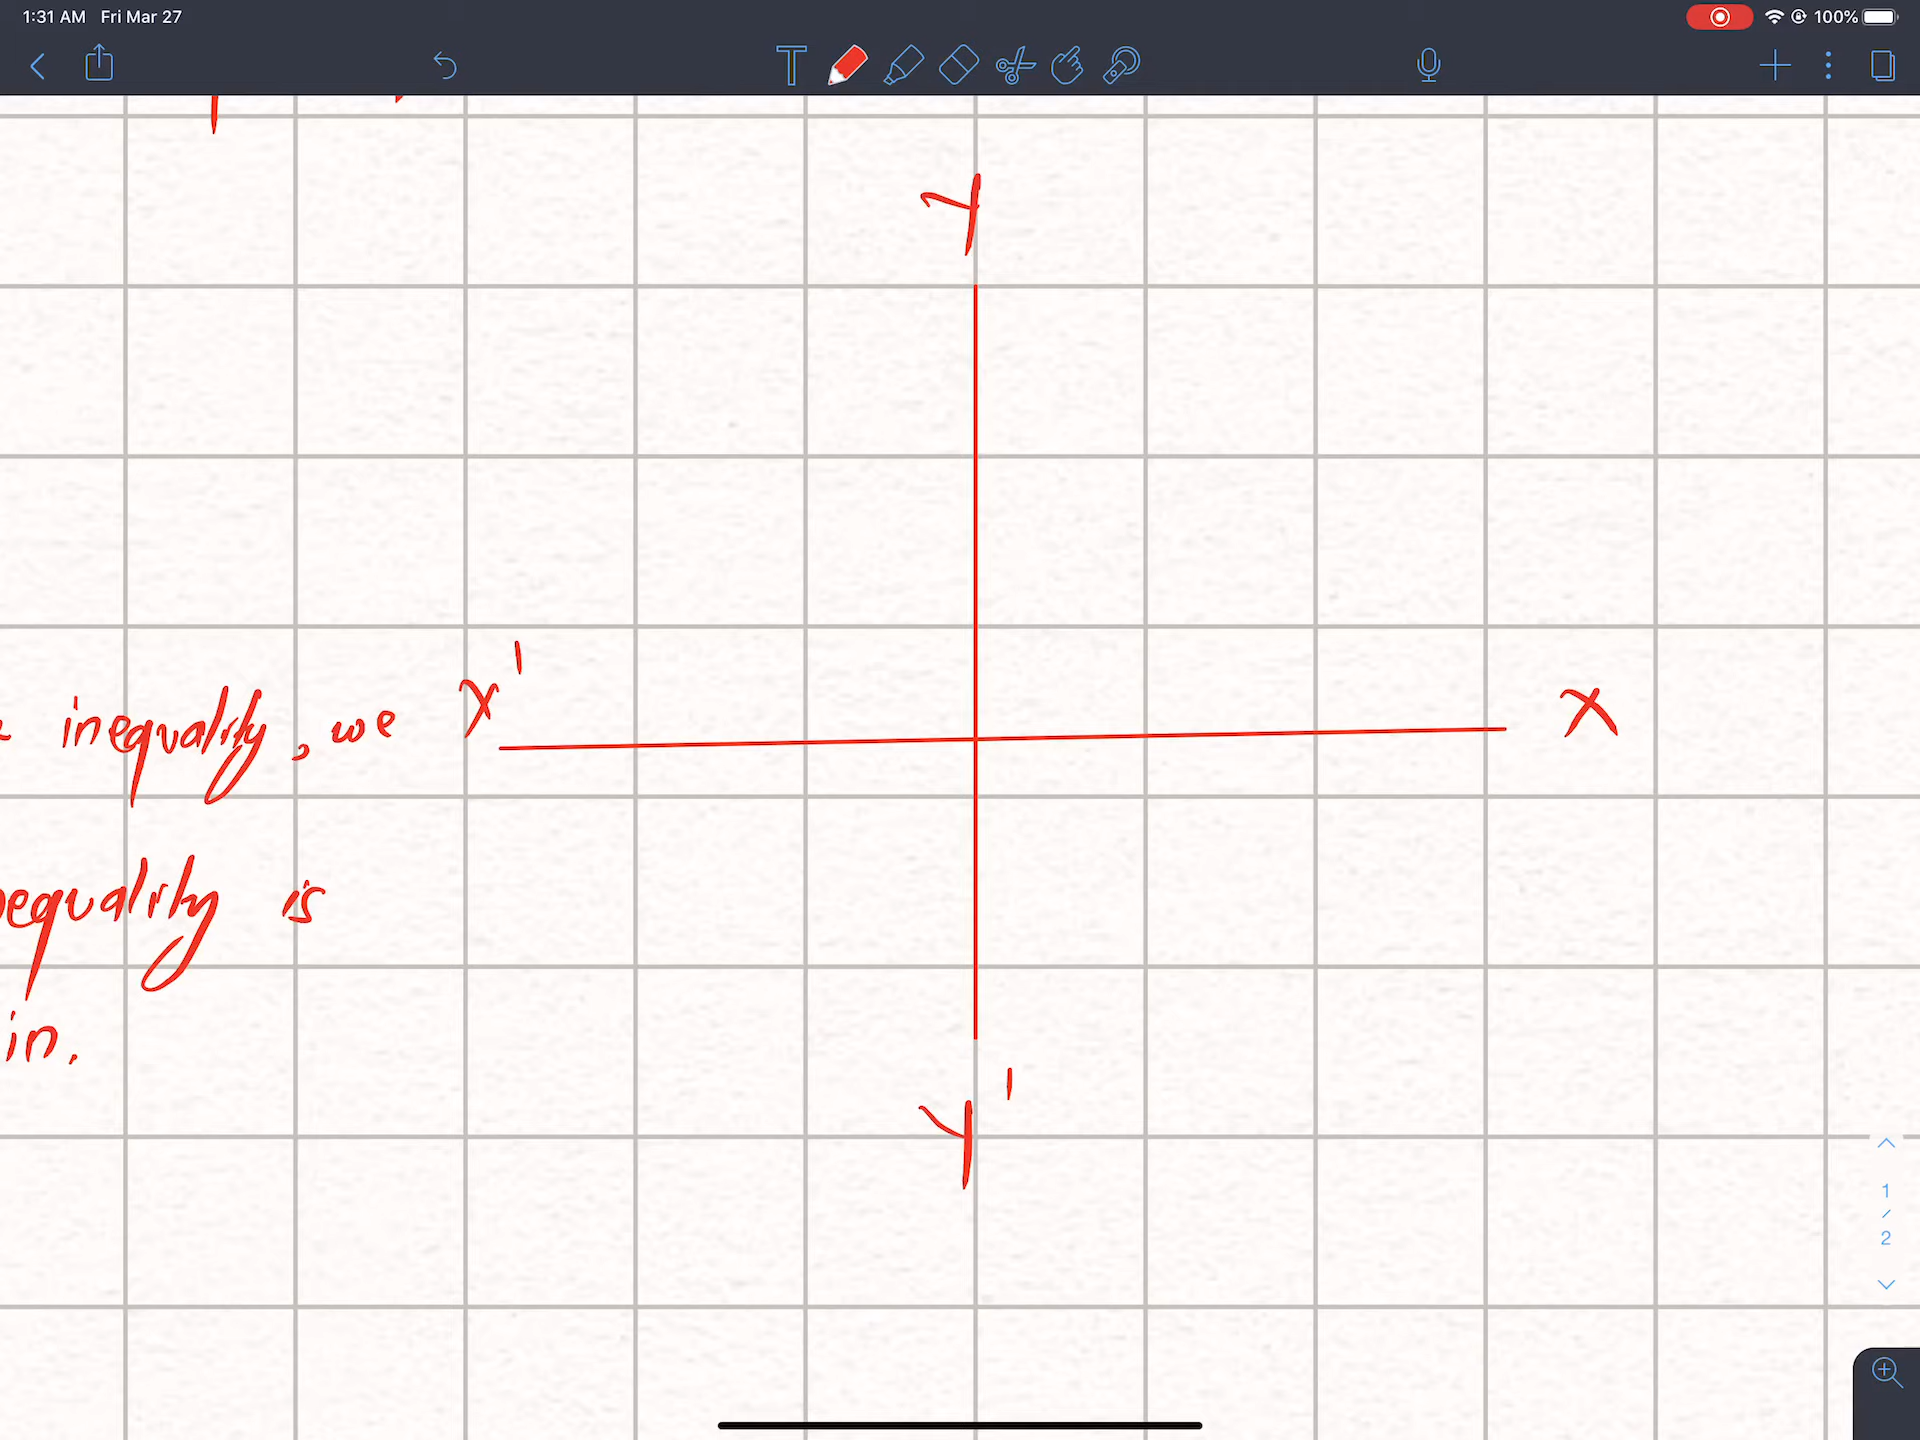 1:31 AM Fri Mar 27 100%
T
Y
X' X
inequality, we
equality is
in.
Y'
1
/
2